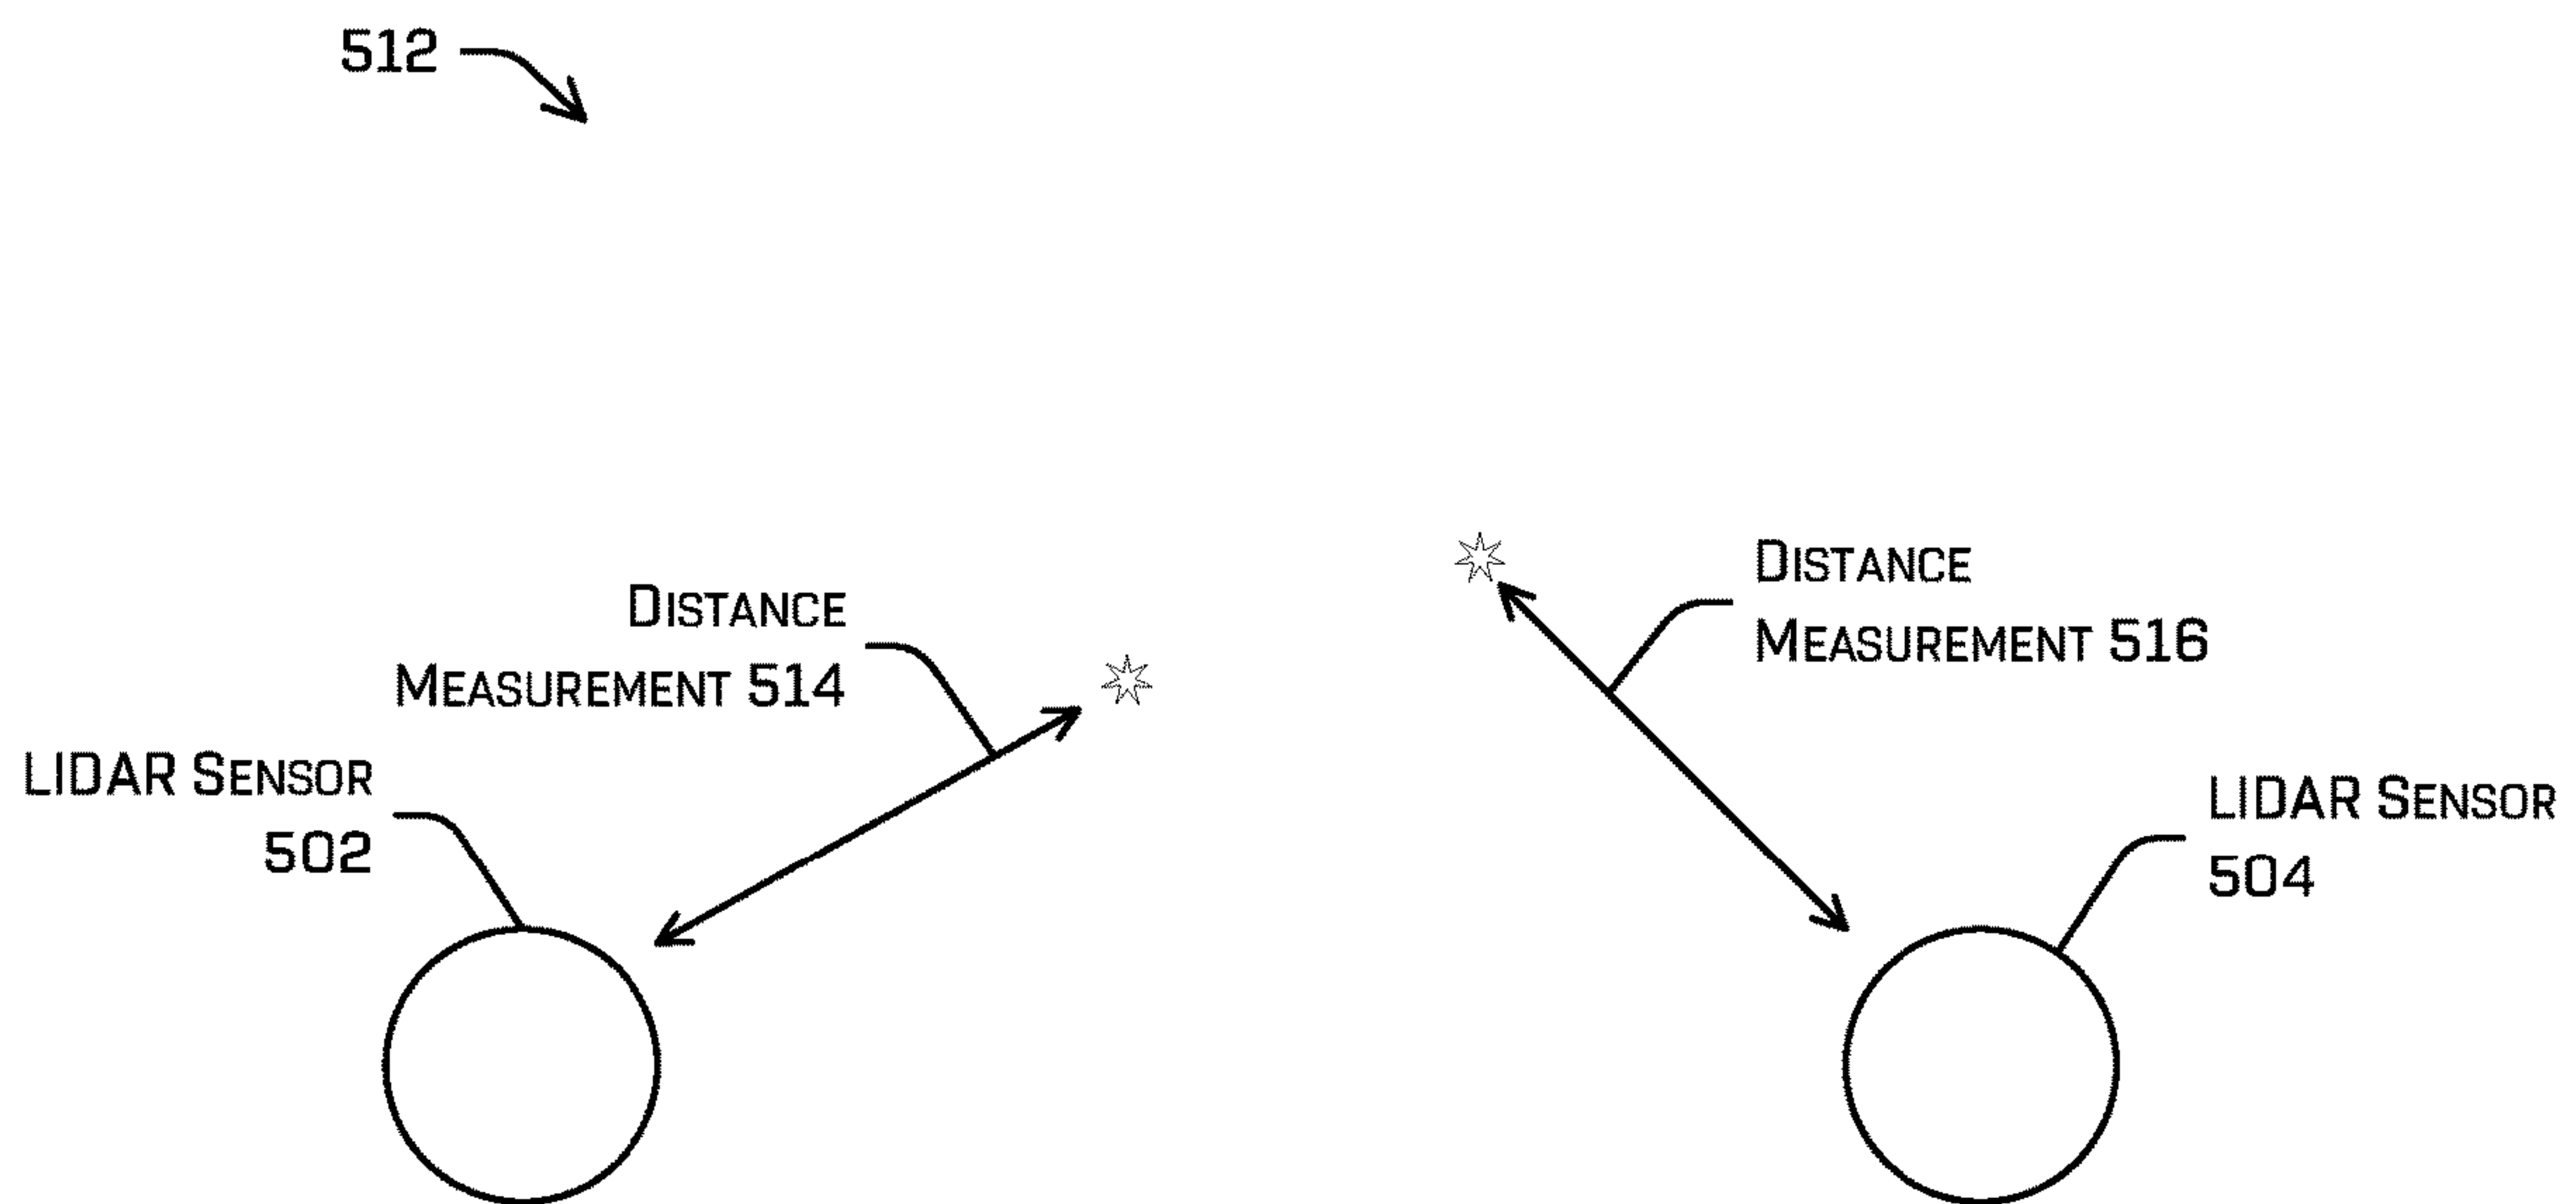 512
DISTANCE
MEASUREMENT 516
DISTANCE
MEASUREMENT 514
LIDAR SENSOR
502
LIDAR SENSOR
504